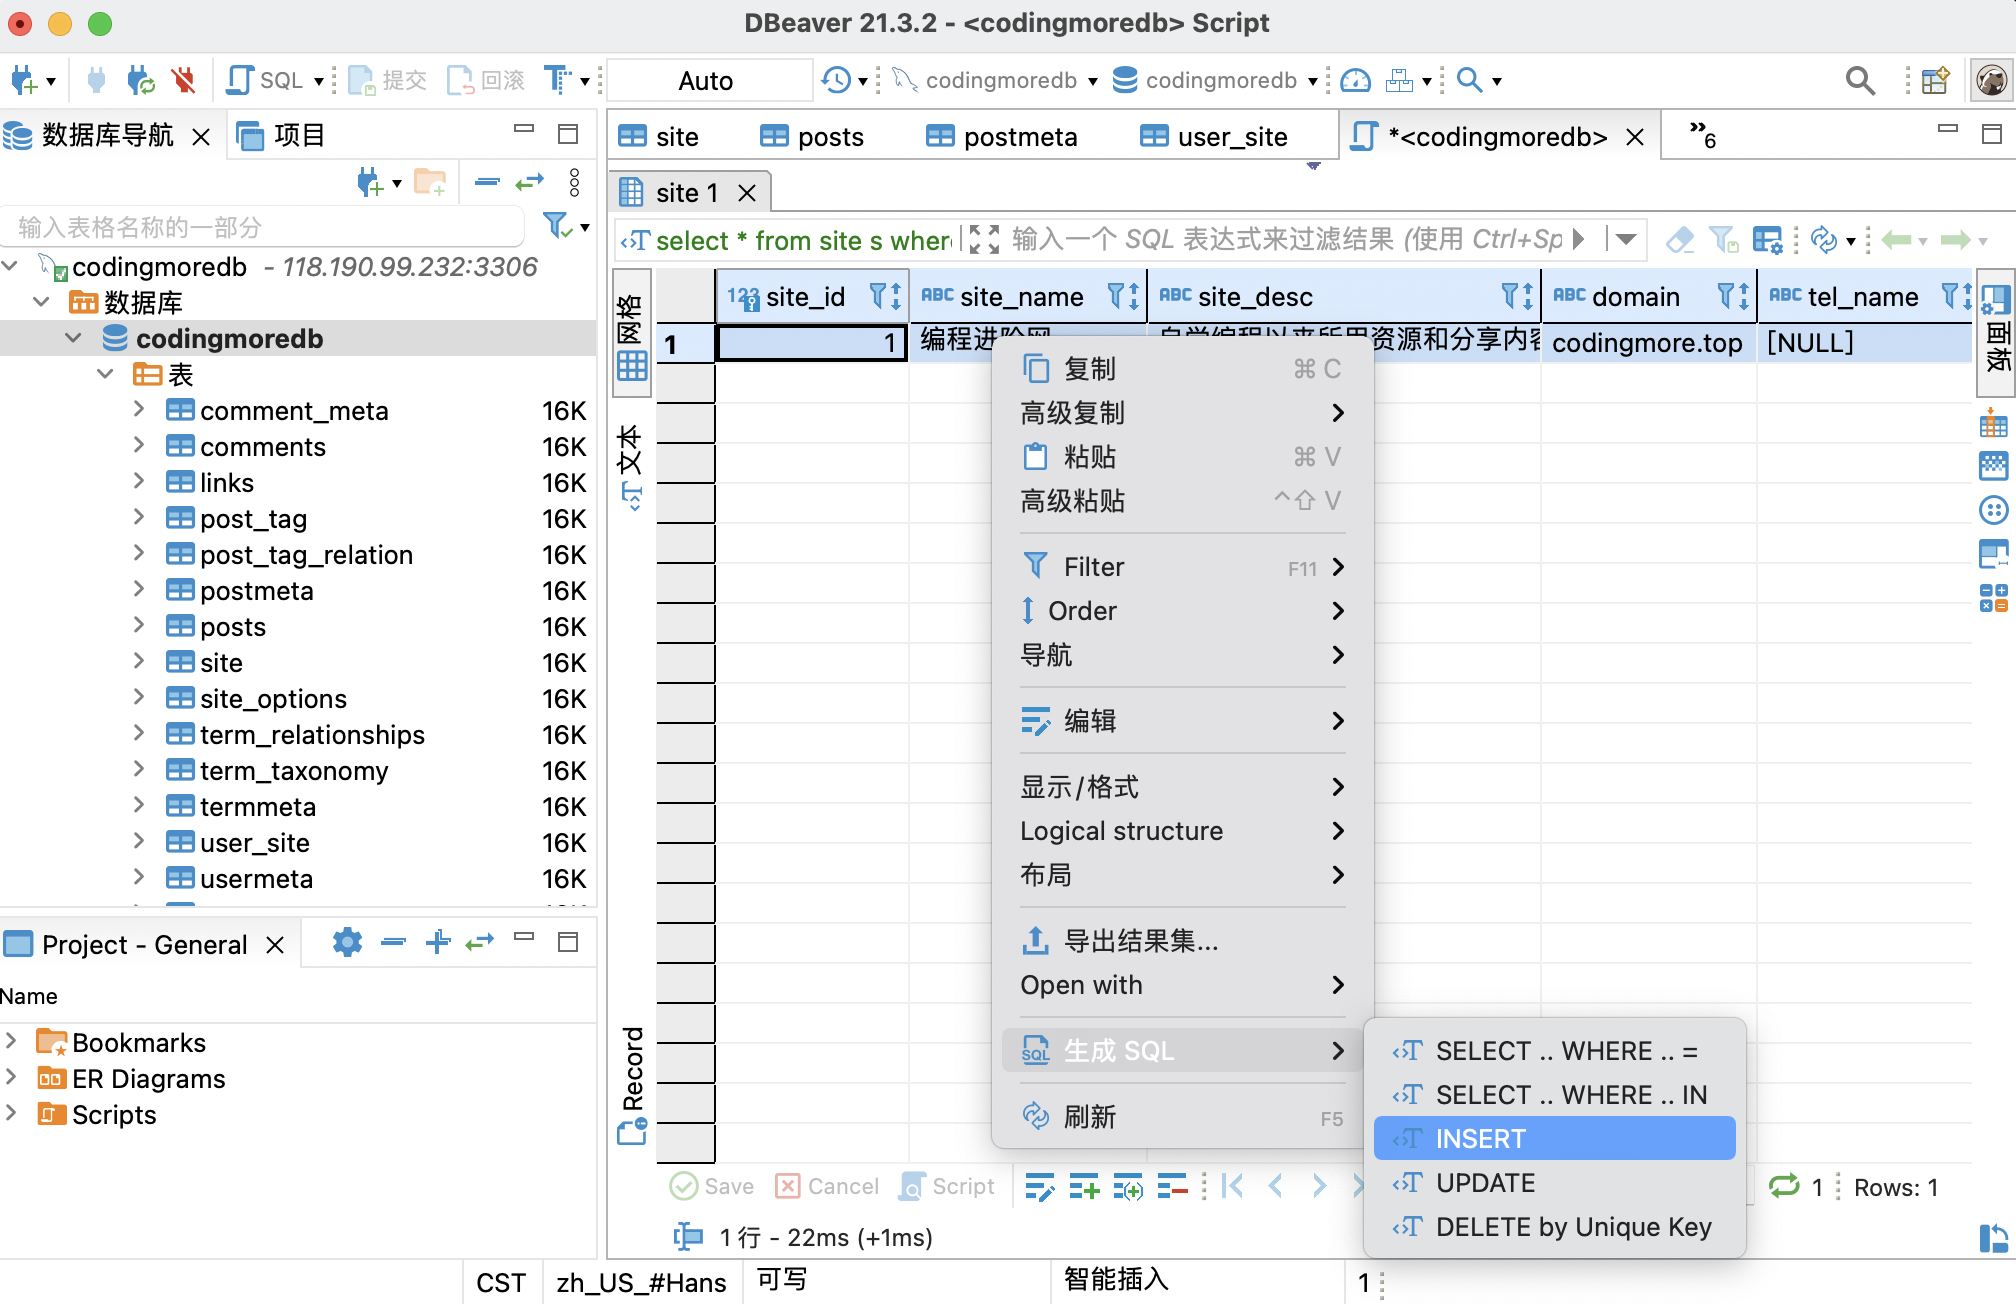 DBeaver 21.3.2 - <codingmoredb> Script
SQL 提交 回滚 Auto codingmoredb codingmoredb
数据库导航 项目
输入表格名称的一部分
codingmoredb - 118.190.99.232:3306
数据库
codingmoredb
表
comment_meta 16K
comments 16K
links 16K
post_tag 16K
post_tag_relation 16K
postmeta 16K
posts 16K
site 16K
site_options 16K
term_relationships 16K
term_taxonomy 16K
termmeta 16K
user_site 16K
usermeta 16K
Project - General
Name
Bookmarks
ER Diagrams
Scripts
site posts postmeta user_site *<codingmoredb> »6
site 1
select * from site s wher 输入一个 SQL 表达式来过滤结果 (使用 Ctrl+Sp
网格
文本
Record
面板
123 site_id ABC site_name ABC site_desc ABC domain ABC tel_name
1 1 编程进阶网 自学编程以来所用资源和分享内容 codingmore.top [NULL]
复制 ⌘ C
高级复制
粘贴 ⌘ V
高级粘贴 ^⇧ V
Filter F11
Order
导航
编辑
显示/格式
Logical structure
布局
导出结果集...
Open with
SQL 生成 SQL
刷新 F5
SELECT .. WHERE .. =
SELECT .. WHERE .. IN
INSERT
UPDATE
DELETE by Unique Key
Save Cancel Script 1 Rows: 1
1 行 - 22ms (+1ms)
CST zh_US_#Hans 可写 智能插入 1